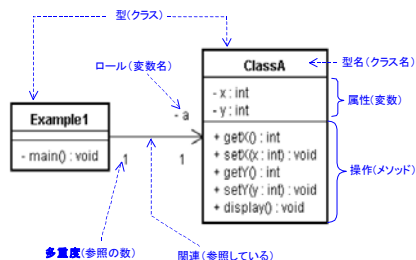 型(クラス)
ロール(変数名)
ClassA
型名(クラス名)
- x : int
- y : int
属性(変数)
- a
Example1
- main() : void
1
1
+ getX() : int
+ setX(x : int) : void
+ getY() : int
+ setY(y : int) : void
+ display() : void
操作(メソッド)
多重度(参照の数)
関連(参照している)